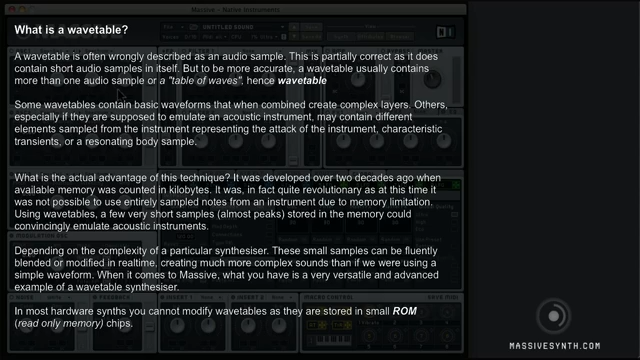 Massive - Native Instruments
What is a wavetable?
A wavetable is often wrongly described as an audio sample. This is partially correct as it does
contain short audio samples in itself. But to be more accurate, a wavetable usually contains
more than one audio sample or a "table of waves", hence wavetable
Some wavetables contain basic waveforms that when combined create complex layers. Others,
especially if they are supposed to emulate an acoustic instrument, may contain different
elements sampled from the instrument representing the attack of the instrument, characteristic
transients, or a resonating body sample.
What is the actual advantage of this technique? It was developed over two decades ago when
available memory was counted in kilobytes. It was, in fact quite revolutionary as at this time it
was not possible to use entirely sampled notes from an instrument due to memory limitation.
Using wavetables, a few very short samples (almost peaks) stored in the memory could
convincingly emulate acoustic instruments.
Depending on the complexity of a particular synthesiser. These small samples can be fluently
blended or modified in realtime, creating much more complex sounds than if we were using a
simple waveform. When it comes to Massive, what you have is a very versatile and advanced
example of a wavetable synthesiser.
In most hardware synths you cannot modify wavetables as they are stored in small ROM
(read only memory) chips.
MASSIVESYNTH.COM